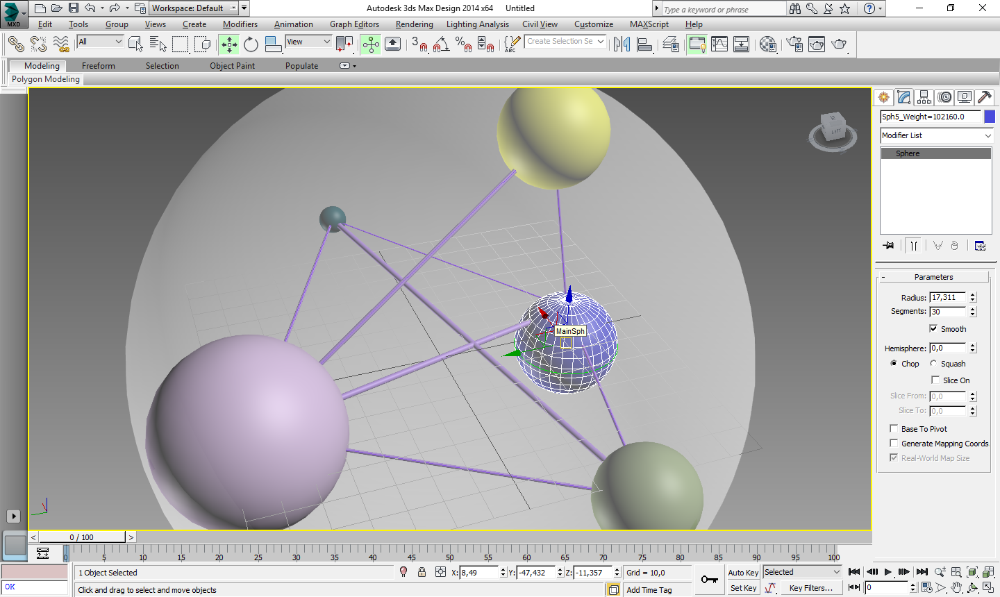 Workspace: Default
Autodesk 3ds Max Design 2014 x64 Untitled
Type a keyword or phrase
MXD
Edit Tools Group Views Create Modifiers Animation Graph Editors Rendering Lighting Analysis Civil View Customize MAXScript Help
All View 3 ABC Create Selection Se
Modeling Freeform Selection Object Paint Populate
Polygon Modeling
LEFT
Sph5_Weight=102160.0
Modifier List
Sphere
MainSph
- Parameters
Radius: 17,311
Segments: 30
Smooth
Hemisphere: 0,0
Chop Squash
Slice On
Slice From: 0,0
Slice To: 0,0
Base To Pivot
Generate Mapping Coords
Real-World Map Size
< 0 / 100 >
0 5 10 15 20 25 30 35 40 45 50 55 60 65 70 75 80 85 90 95 100
1 Object Selected X: 8,49 Y: -47,432 Z: -11,357 Grid = 10,0 Auto Key Selected
OK Click and drag to select and move objects Add Time Tag Set Key Key Filters... 0